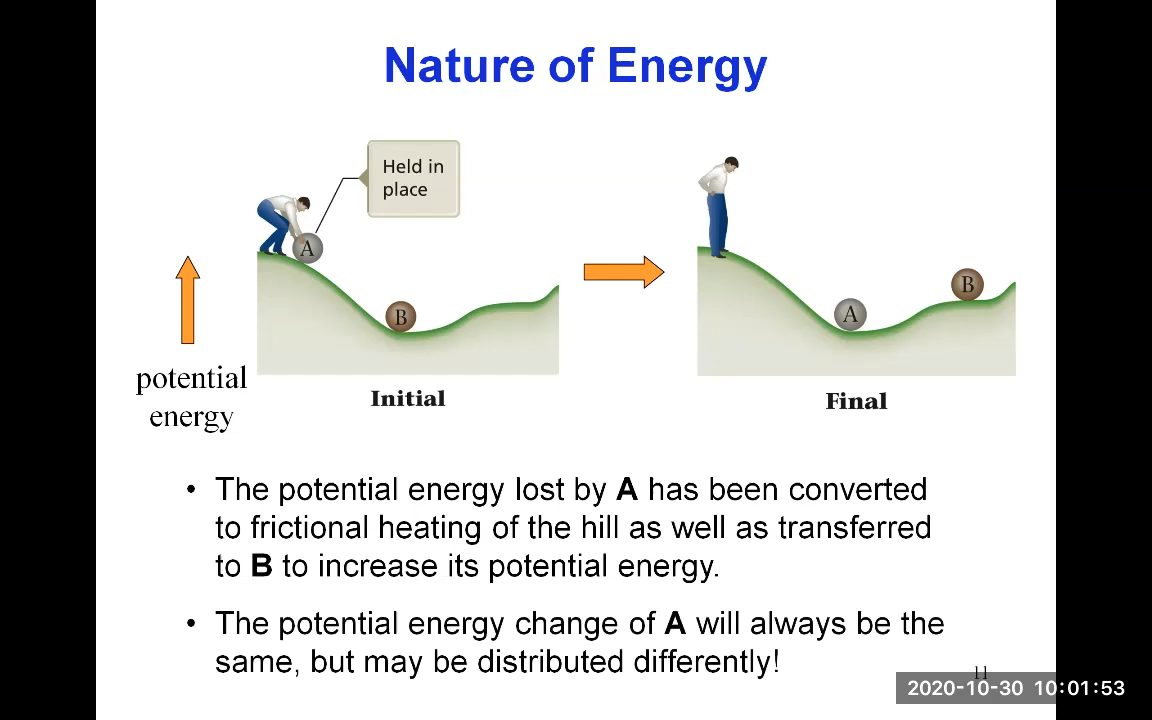 Nature of Energy
Held in
place
A
B
potential
energy
Initial
A
B
Final
• The potential energy lost by A has been converted
to frictional heating of the hill as well as transferred
to B to increase its potential energy.
• The potential energy change of A will always be the
same, but may be distributed differently!
11
2020-10-30 10:01:53